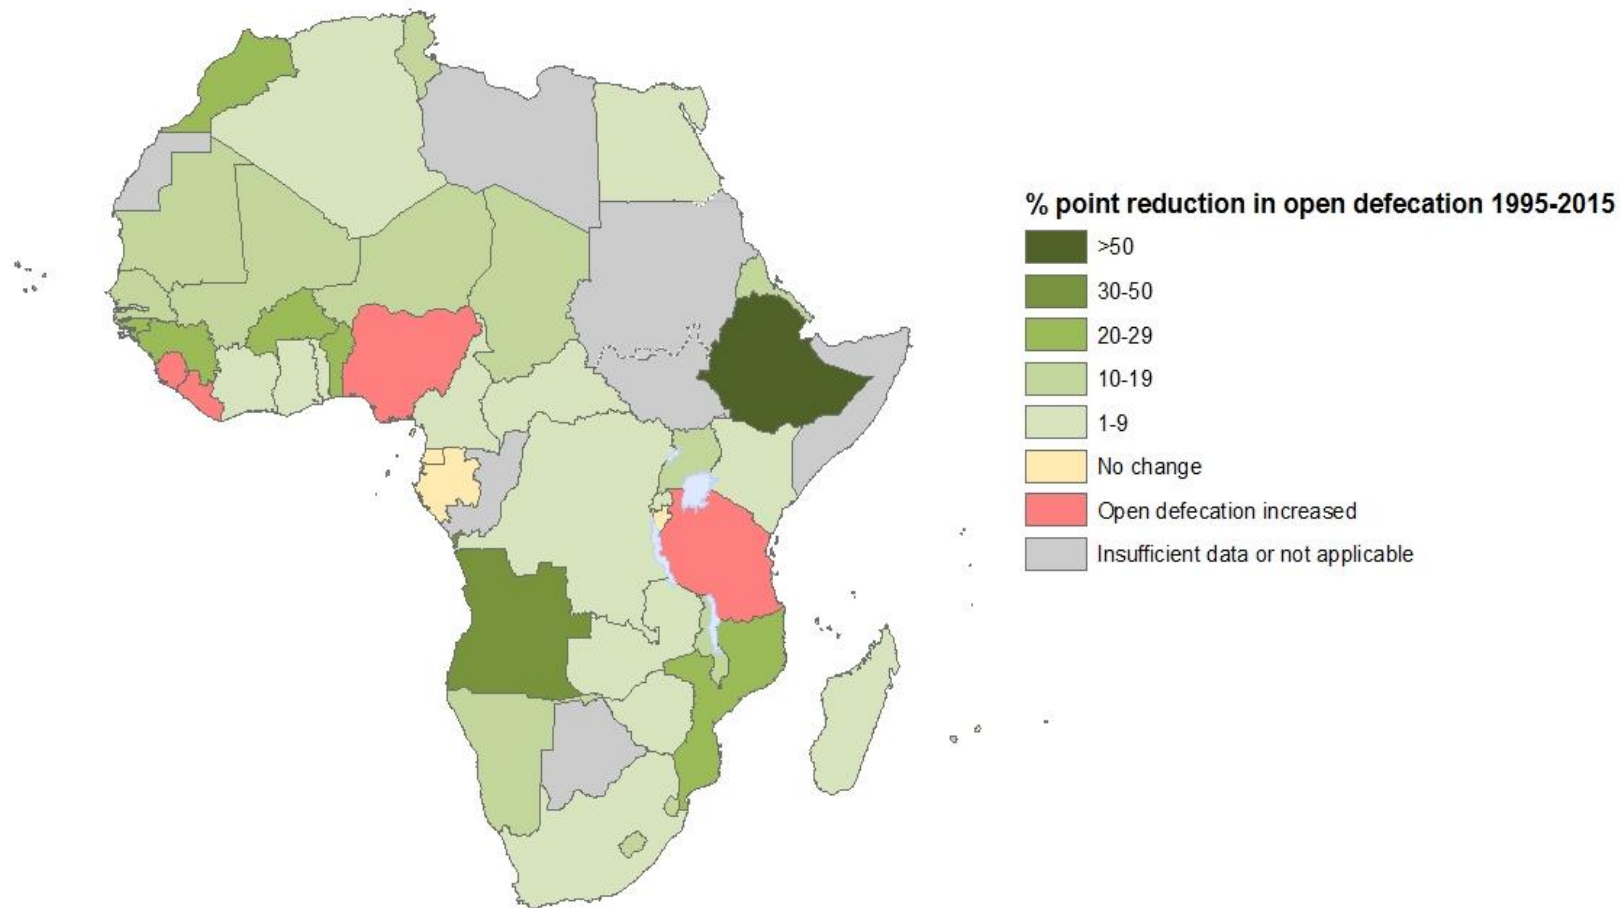 % point reduction in open defecation 1995-2015
>50
30-50
20-29
10-19
1-9
No change
Open defecation increased
Insufficient data or not applicable